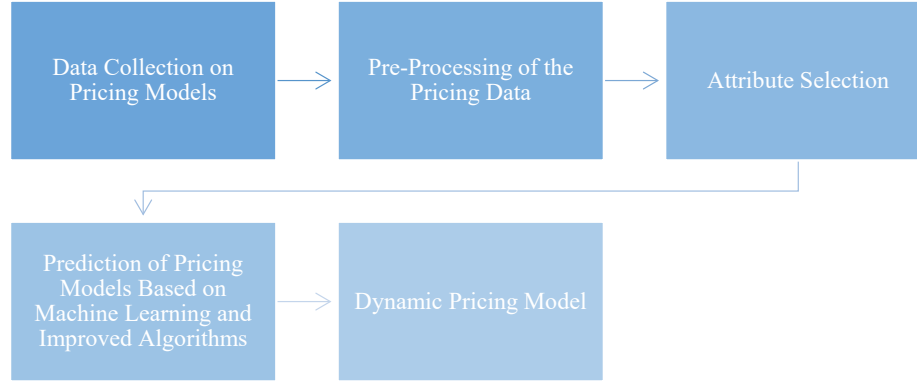 Data Collection on
Pricing Models
Pre-Processing of the
Pricing Data
Attribute Selection
Prediction of Pricing
Models Based on
Machine Learning and
Improved Algorithms
Dynamic Pricing Model